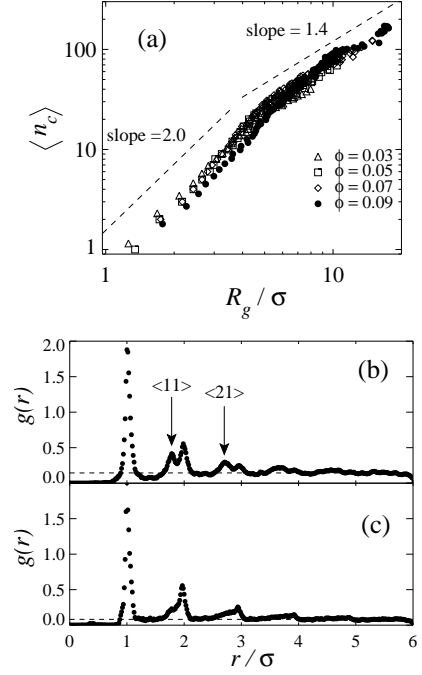 (a)
slope = 1.4
slope =2.0
100
10
1
⟨ n_c ⟩
ϕ = 0.03
ϕ = 0.05
ϕ = 0.07
ϕ = 0.09
1
10
R_g / σ
(b)
<11>
<21>
2.0
1.5
1.0
0.5
0.0
g(r)
(c)
1.5
1.0
0.5
0.0
g(r)
0 1 2 3 4 5 6
r / σ